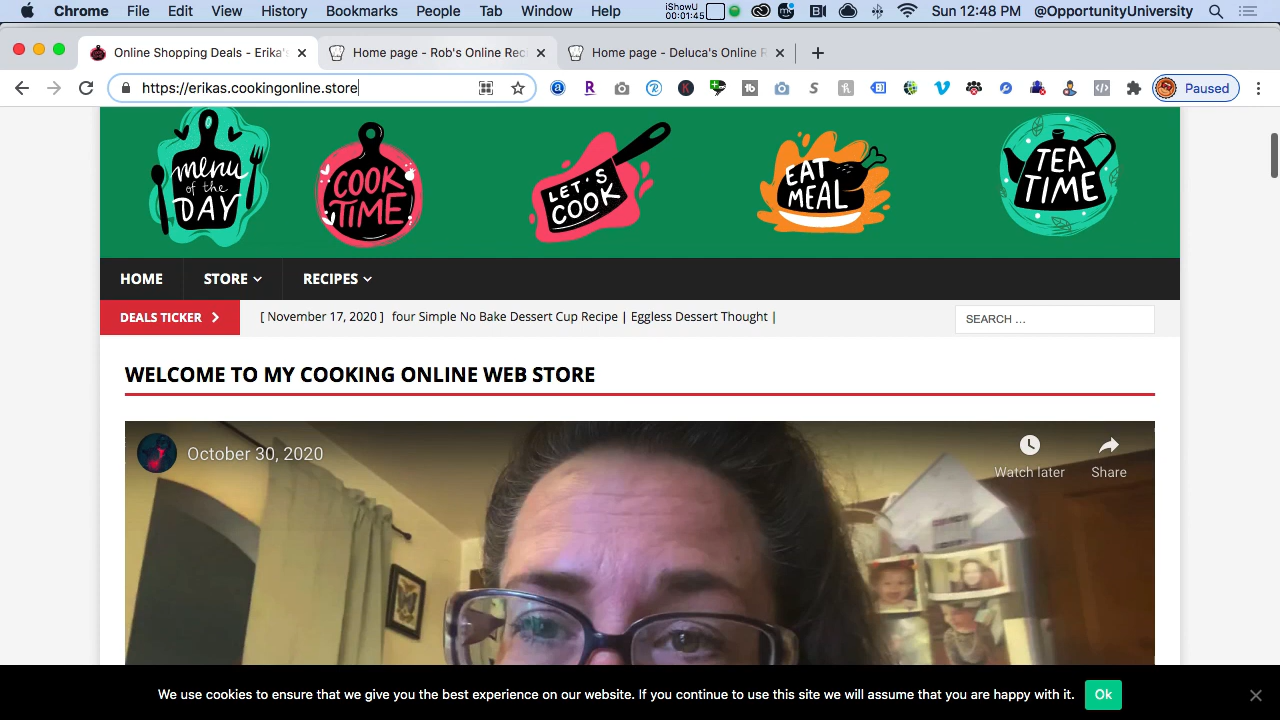 Chrome File Edit View History Bookmarks People Tab Window Help iShowU 00:01:45 Sun 12:48 PM @OpportunityUniversity
Online Shopping Deals - Erika's Home page - Rob's Online Reci Home page - Deluca's Online R
https://erikas.cookingonline.store Paused
menu of the DAY
COOK TIME
LET'S COOK
EAT MEAL
TEA TIME
HOME STORE RECIPES
DEALS TICKER [ November 17, 2020 ] four Simple No Bake Dessert Cup Recipe | Eggless Dessert Thought | SEARCH ...
WELCOME TO MY COOKING ONLINE WEB STORE
October 30, 2020 Watch later Share
We use cookies to ensure that we give you the best experience on our website. If you continue to use this site we will assume that you are happy with it. Ok